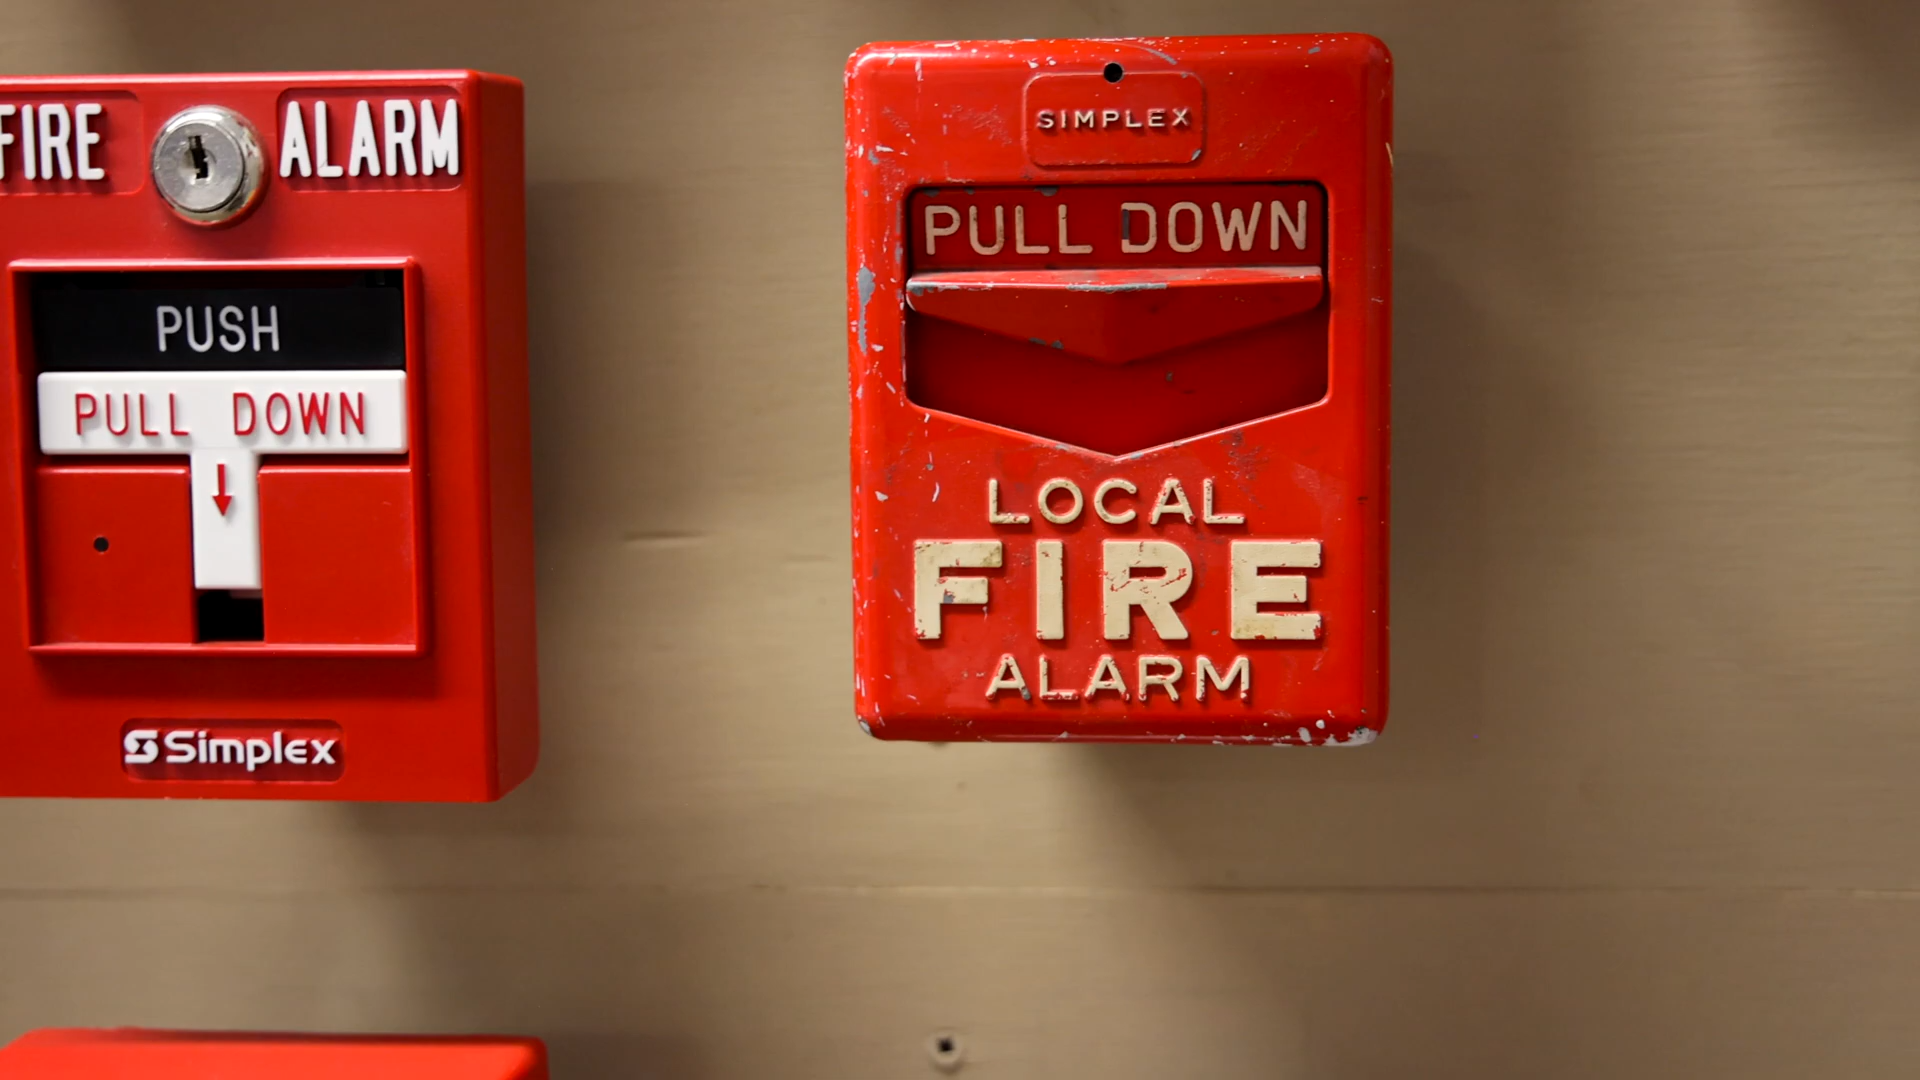 FIRE ALARM
PUSH
PULL DOWN
Simplex
SIMPLEX
PULL DOWN
LOCAL
FIRE
ALARM